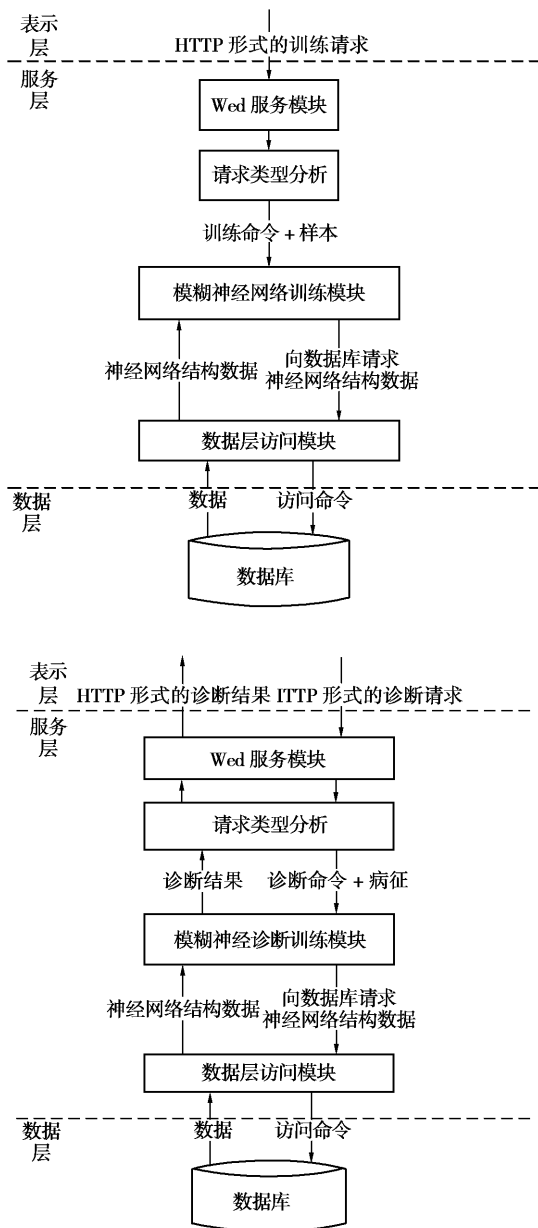 表示
层
HTTP 形式的训练请求
服务
层
Wed 服务模块
请求类型分析
训练命令 + 样本
模糊神经网络训练模块
神经网络结构数据
向数据库请求
神经网络结构数据
数据层访问模块
数据
层
数据
访问命令
数据库
表示
层
HTTP 形式的诊断结果 ITTP 形式的诊断请求
服务
层
Wed 服务模块
请求类型分析
诊断结果
诊断命令 + 病征
模糊神经诊断训练模块
神经网络结构数据
向数据库请求
神经网络结构数据
数据层访问模块
数据
层
数据
访问命令
数据库